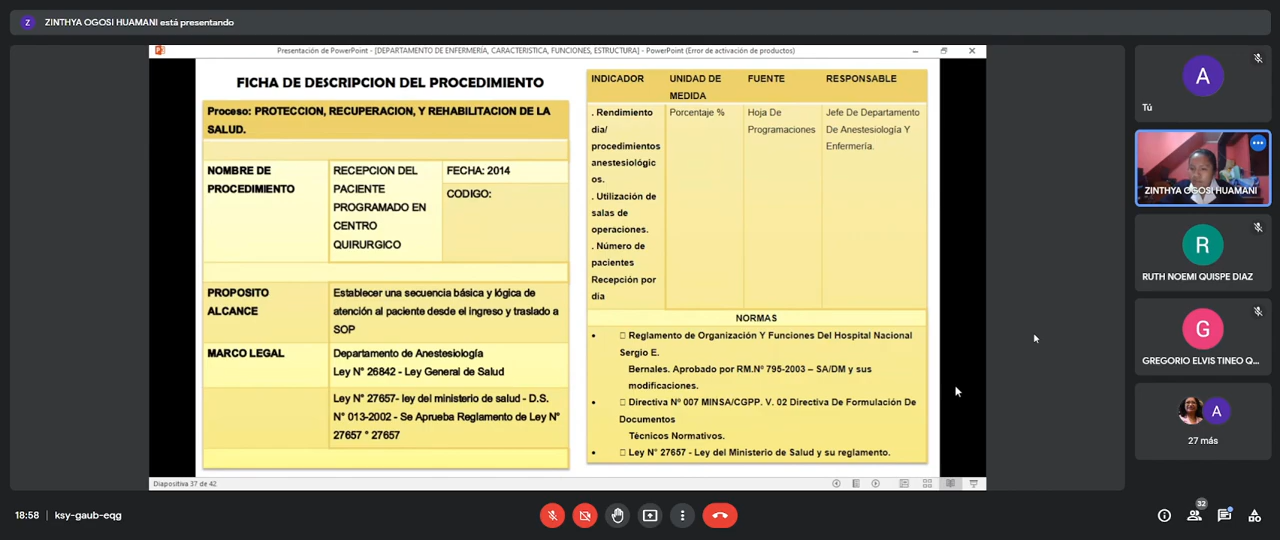 Z ZINTHYA OGOSI HUAMANI está presentando
Presentación de PowerPoint - [DEPARTAMENTO DE ENFERMERÍA, CARACTERISTICA, FUNCIONES, ESTRUCTURA] - PowerPoint (Error de activación de productos)
FICHA DE DESCRIPCION DEL PROCEDIMIENTO
Proceso: PROTECCION, RECUPERACION, Y REHABILITACION DE LA
SALUD.
NOMBRE DE
PROCEDIMIENTO
RECEPCION DEL
PACIENTE
PROGRAMADO EN
CENTRO
QUIRURGICO
FECHA: 2014
CODIGO:
PROPOSITO
ALCANCE
Establecer una secuencia básica y lógica de
atención al paciente desde el ingreso y traslado a
SOP
MARCO LEGAL
Departamento de Anestesiología
Ley N° 26842 - Ley General de Salud
Ley N° 27657- ley del ministerio de salud - D.S.
N° 013-2002 - Se Aprueba Reglamento de Ley N°
27657 ° 27657
INDICADOR
UNIDAD DE
MEDIDA
FUENTE
RESPONSABLE
. Rendimiento
día/
procedimientos
anestesiológic
os.
. Utilización de
salas de
operaciones.
. Número de
pacientes
Recepción por
día
Porcentaje %
Hoja De
Programaciones
Jefe De Departamento
De Anestesiología Y
Enfermería.
NORMAS
• Reglamento de Organización Y Funciones Del Hospital Nacional
Sergio E.
Bernales. Aprobado por RM.Nº 795-2003 – SA/DM y sus
modificaciones.
• Directiva Nº 007 MINSA/CGPP. V. 02 Directiva De Formulación De
Documentos
Técnicos Normativos.
• Ley N° 27657 - Ley del Ministerio de Salud y su reglamento.
Diapositiva 37 de 42
A
Tú
ZINTHYA OGOSI HUAMANI
R
RUTH NOEMI QUISPE DIAZ
G
GREGORIO ELVIS TINEO Q...
A
27 más
18:58 | ksy-gaub-eqg
32